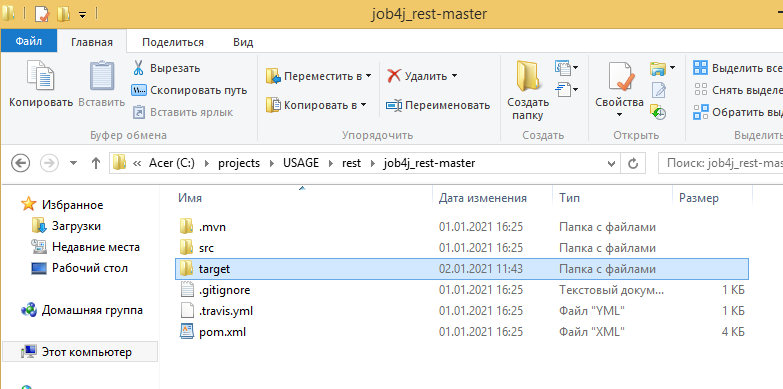 job4j_rest-master
Файл Главная Поделиться Вид
Копировать Вставить Вырезать Скопировать путь Вставить ярлык
Переместить в Копировать в Удалить Переименовать
Создать папку
Свойства
Выделить все
Снять выделе
Обратить выд
Буфер обмена Упорядочить Создать Открыть Выделить
« Acer (C:) projects USAGE rest job4j_rest-master Поиск: job4j_rest-mas
Избранное
Загрузки
Недавние места
Рабочий стол
Домашняя группа
Этот компьютер
Имя Дата изменения Тип Размер
.mvn 01.01.2021 16:25 Папка с файлами
src 01.01.2021 16:25 Папка с файлами
target 02.01.2021 11:43 Папка с файлами
.gitignore 01.01.2021 16:25 Текстовый докум... 1 КБ
.travis.yml 01.01.2021 16:25 Файл "YML" 1 КБ
pom.xml 01.01.2021 16:25 Файл "XML" 4 КБ